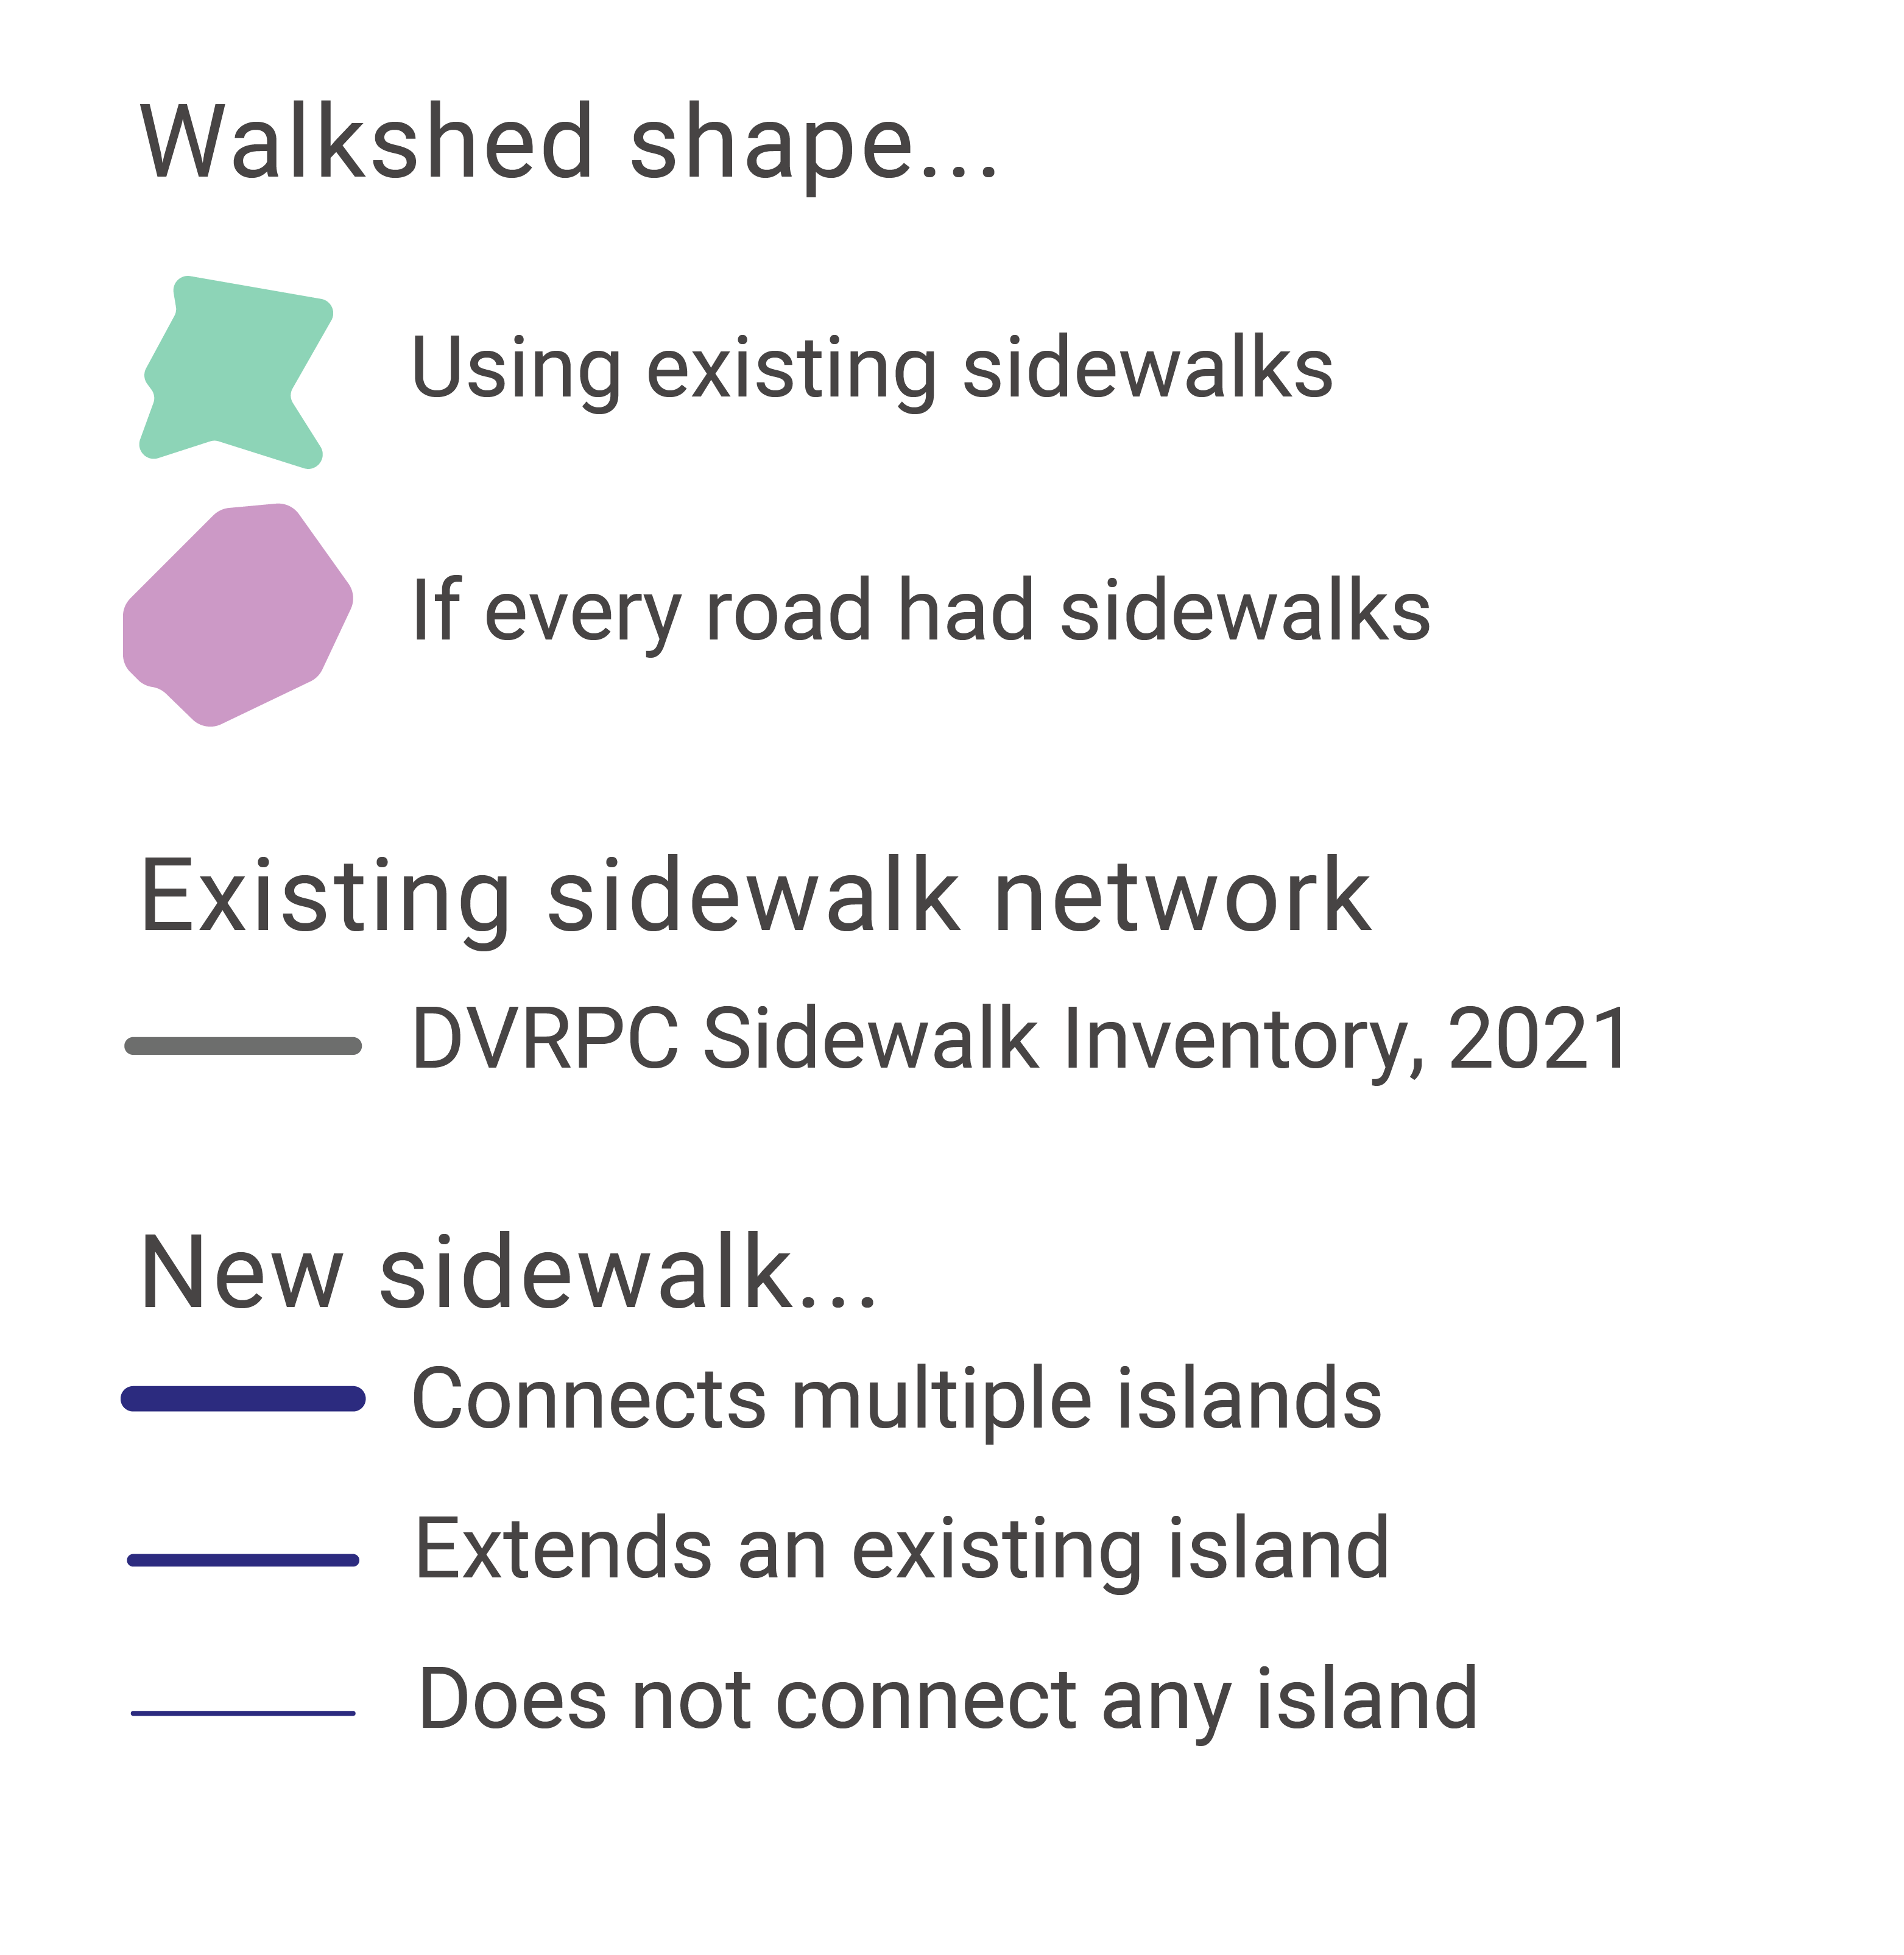 Walkshed shape...
Using existing sidewalks
If every road had sidewalks
Existing sidewalk network
DVRPC Sidewalk Inventory, 2021
New sidewalk...
Connects multiple islands
Extends an existing island
Does not connect any island